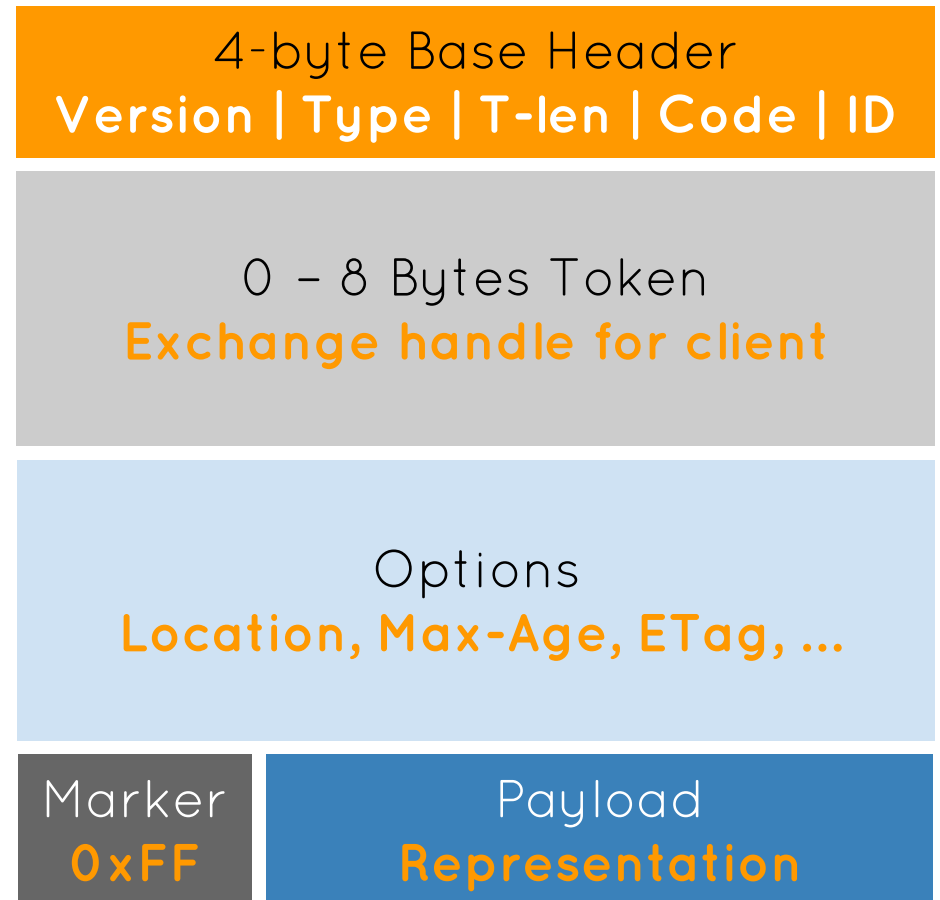 4-byte Base Header
Version | Type | T-len | Code | ID
0 – 8 Bytes Token
Exchange handle for client
Options
Location, Max-Age, ETag, ...
Marker
0xFF
Payload
Representation